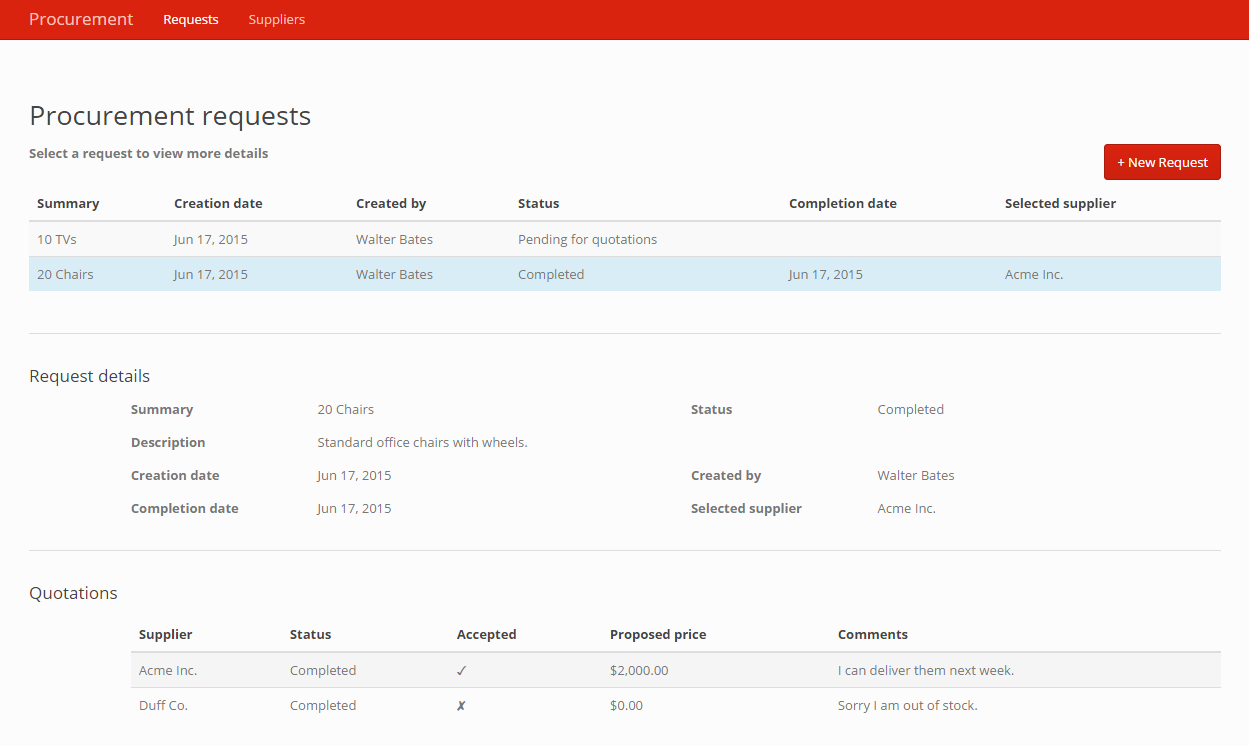 Procurement Requests Suppliers
Procurement requests
Select a request to view more details
+ New Request
Summary Creation date Created by Status Completion date Selected supplier
10 TVs Jun 17, 2015 Walter Bates Pending for quotations
20 Chairs Jun 17, 2015 Walter Bates Completed Jun 17, 2015 Acme Inc.
Request details
Summary 20 Chairs Status Completed
Description Standard office chairs with wheels.
Creation date Jun 17, 2015 Created by Walter Bates
Completion date Jun 17, 2015 Selected supplier Acme Inc.
Quotations
Supplier Status Accepted Proposed price Comments
Acme Inc. Completed ✓ $2,000.00 I can deliver them next week.
Duff Co. Completed ✗ $0.00 Sorry I am out of stock.